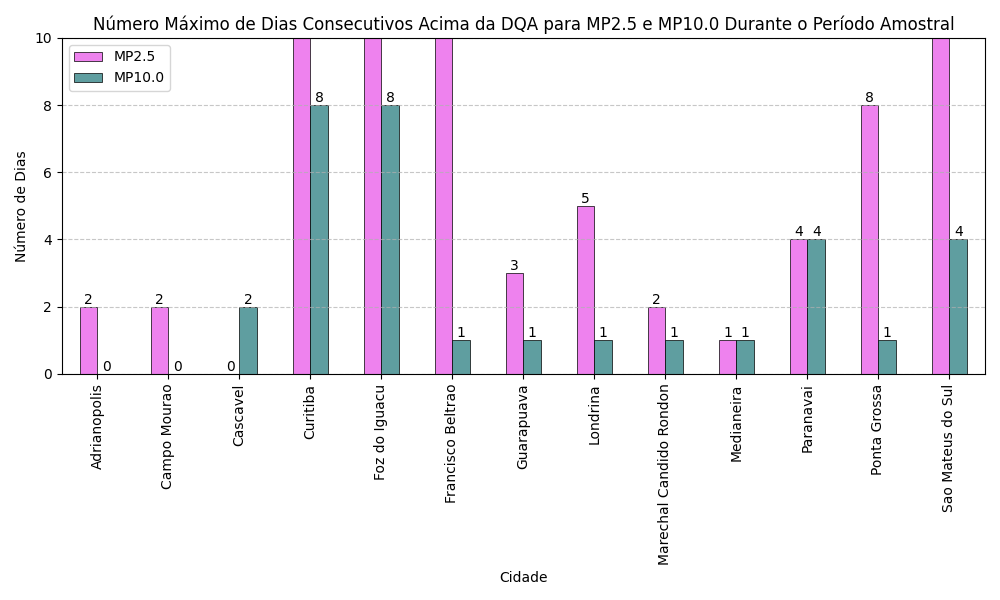 Número Máximo de Dias Consecutivos Acima da DQA para MP2.5 e MP10.0 Durante o Período Amostral
MP2.5
MP10.0
Número de Dias
10
8
6
4
2
0
2
0
2
0
0
2
8
8
1
3
1
5
1
2
1
1
1
4
4
8
1
4
Adrianopolis
Campo Mourao
Cascavel
Curitiba
Foz do Iguacu
Francisco Beltrao
Guarapuava
Londrina
Marechal Candido Rondon
Medianeira
Paranavai
Ponta Grossa
Sao Mateus do Sul
Cidade